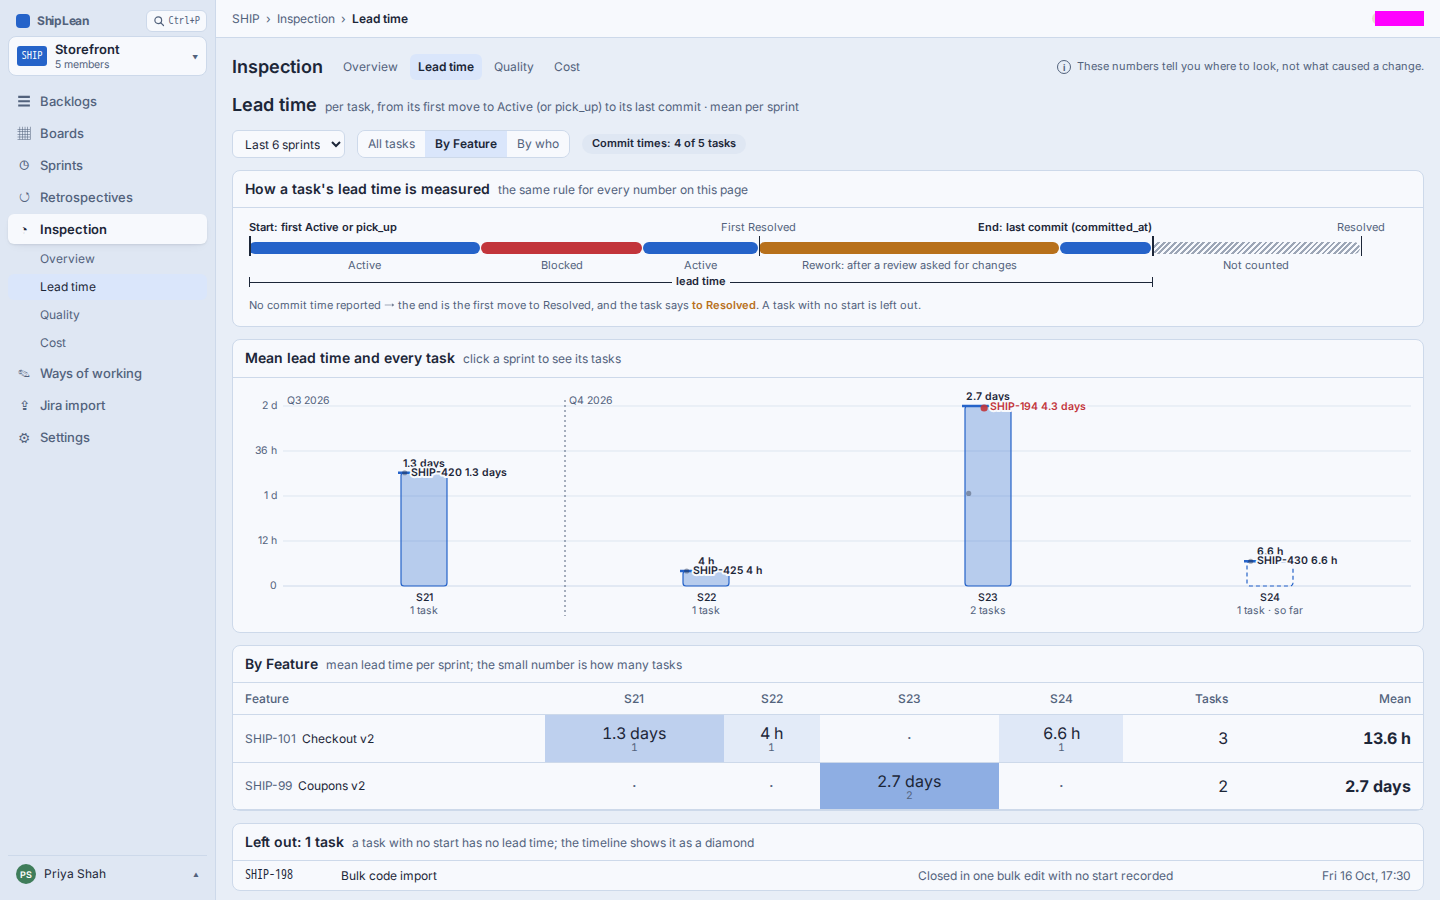 ShipLean
Ctrl+P
SHIP
Storefront
5 members
Backlogs
Boards
Sprints
Retrospectives
Inspection
Overview
Lead time
Quality
Cost
Ways of working
Jira import
Settings
PS Priya Shah
SHIP › Inspection › Lead time
Inspection Overview Lead time Quality Cost
These numbers tell you where to look, not what caused a change.
Lead time per task, from its first move to Active (or pick_up) to its last commit · mean per sprint
Last 6 sprints All tasks By Feature By who Commit times: 4 of 5 tasks
How a task's lead time is measured the same rule for every number on this page
Start: first Active or pick_up First Resolved End: last commit (committed_at) Resolved
Active Blocked Active Rework: after a review asked for changes Not counted
lead time
No commit time reported → the end is the first move to Resolved, and the task says to Resolved. A task with no start is left out.
Mean lead time and every task click a sprint to see its tasks
Q3 2026 Q4 2026
2 d
36 h
1 d
12 h
0
1.3 days
SHIP-420 1.3 days
4 h
SHIP-425 4 h
2.7 days
SHIP-194 4.3 days
6.6 h
SHIP-430 6.6 h
S21 S22 S23 S24
1 task 1 task 2 tasks 1 task · so far
By Feature mean lead time per sprint; the small number is how many tasks
Feature S21 S22 S23 S24 Tasks Mean
SHIP-101 Checkout v2 1.3 days 4 h · 6.6 h 3 13.6 h
1 1 1
SHIP-99 Coupons v2 · · 2.7 days · 2 2.7 days
2
Left out: 1 task a task with no start has no lead time; the timeline shows it as a diamond
SHIP-198 Bulk code import Closed in one bulk edit with no start recorded Fri 16 Oct, 17:30